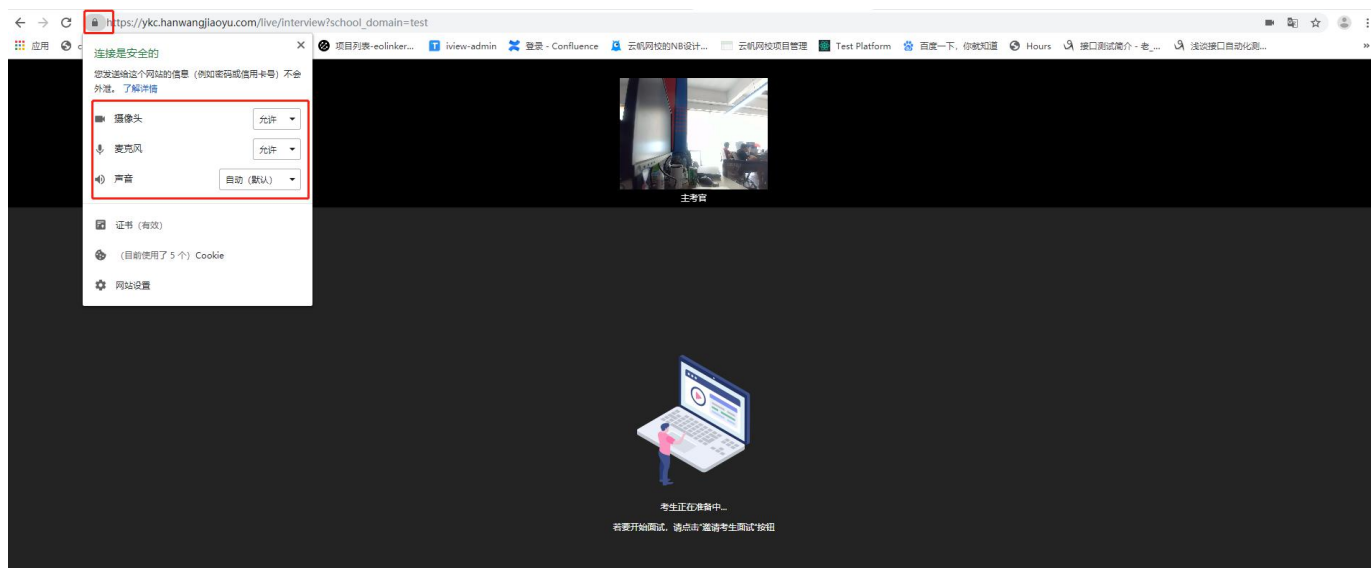 https://ykc.hanwangjiaoyu.com/live/interview?school_domain=test
应用
项目列表-eolinker...
iview-admin
登录 - Confluence
云帆网校的NB设计...
云帆网校项目管理
Test Platform
百度一下，你就知道
Hours
接口测试简介 - 老_...
浅谈接口自动化测...
连接是安全的
您发送给这个网站的信息（例如密码或信用卡号）不会
外泄。 了解详情
摄像头
允许
麦克风
允许
声音
自动（默认）
证书（有效）
（目前使用了 5 个）Cookie
网站设置
主考官
考生正在准备中...
若要开始面试，请点击"邀请考生面试"按钮